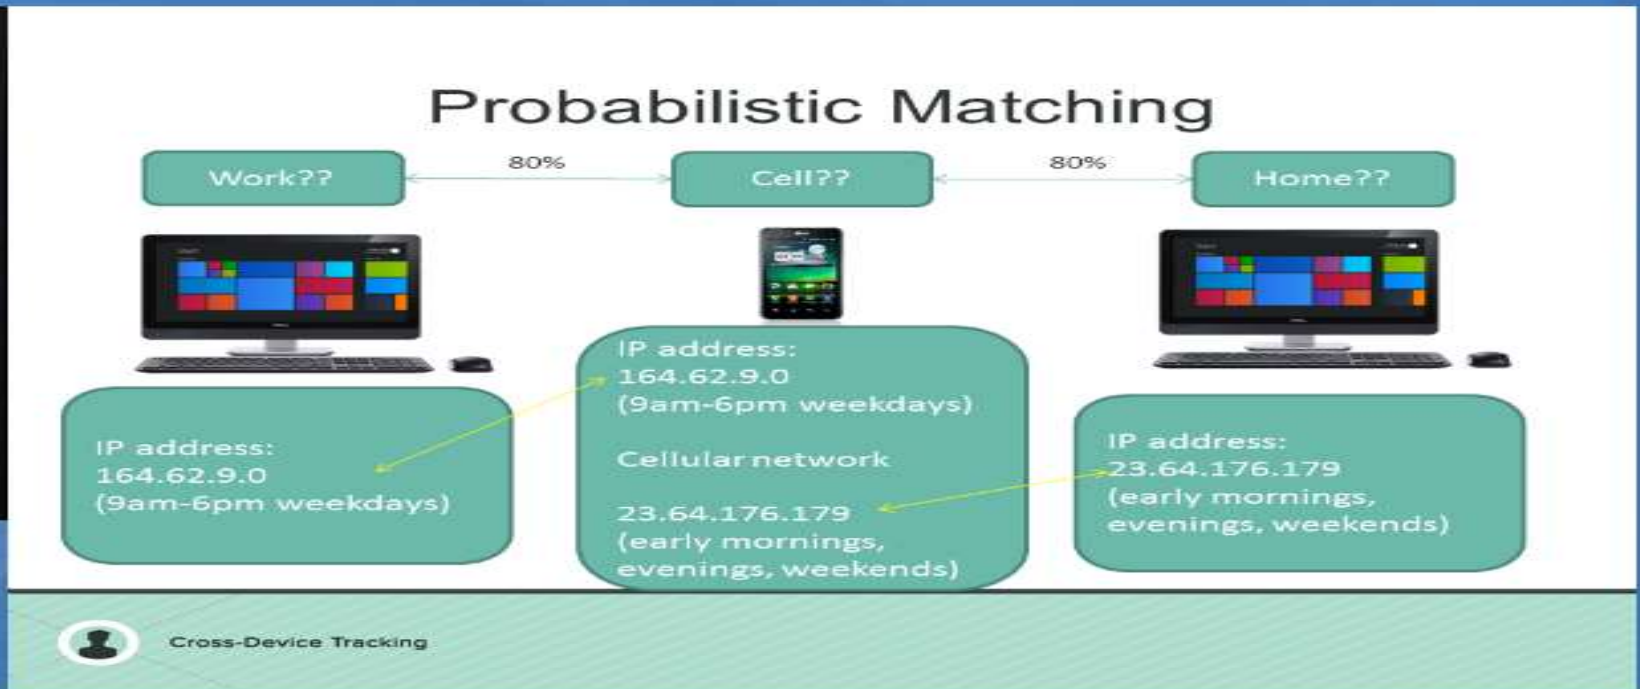 Probabilistic Matching
Work??
80%
Cell??
80%
Home??
IP address:
164.62.9.0
(9am-6pm weekdays)
IP address:
164.62.9.0
(9am-6pm weekdays)
Cellular network
23.64.176.179
(early mornings,
evenings, weekends)
IP address:
23.64.176.179
(early mornings,
evenings, weekends)
Cross-Device Tracking